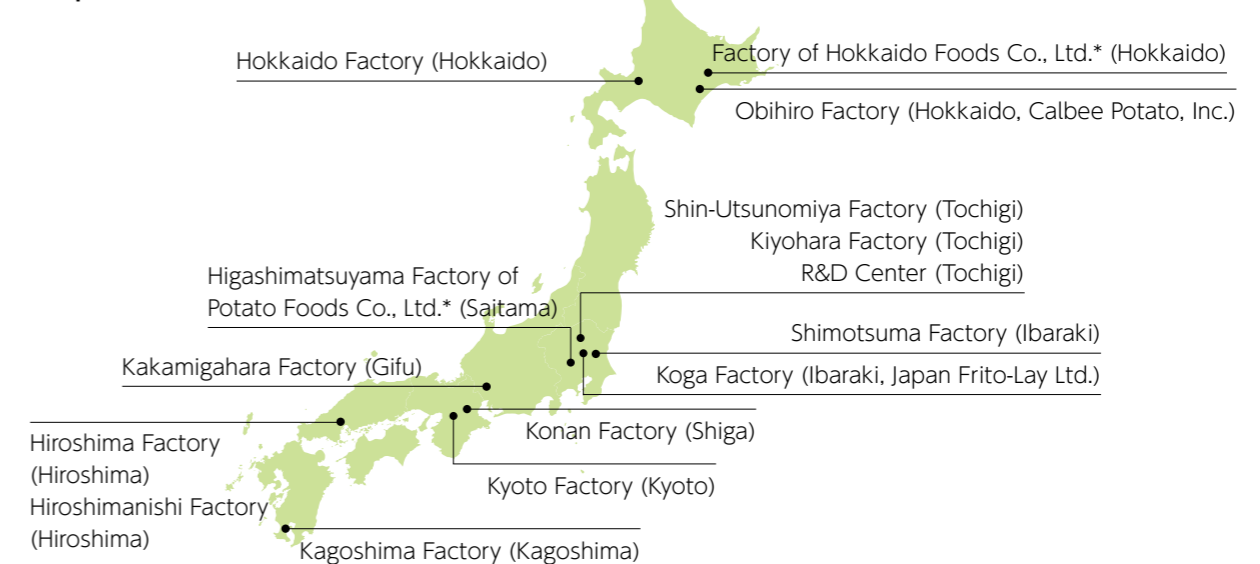 Hokkaido Factory (Hokkaido)
Factory of Hokkaido Foods Co., Ltd.* (Hokkaido)
Obihiro Factory (Hokkaido, Calbee Potato, Inc.)
Shin-Utsunomiya Factory (Tochigi)
Kiyohara Factory (Tochigi)
R&D Center (Tochigi)
Higashimatsuyama Factory of
Potato Foods Co., Ltd.* (Saitama)
Shimotsuma Factory (Ibaraki)
Kakamigahara Factory (Gifu)
Koga Factory (Ibaraki, Japan Frito-Lay Ltd.)
Konan Factory (Shiga)
Hiroshima Factory
(Hiroshima)
Hiroshimanishi Factory
(Hiroshima)
Kyoto Factory (Kyoto)
Kagoshima Factory (Kagoshima)